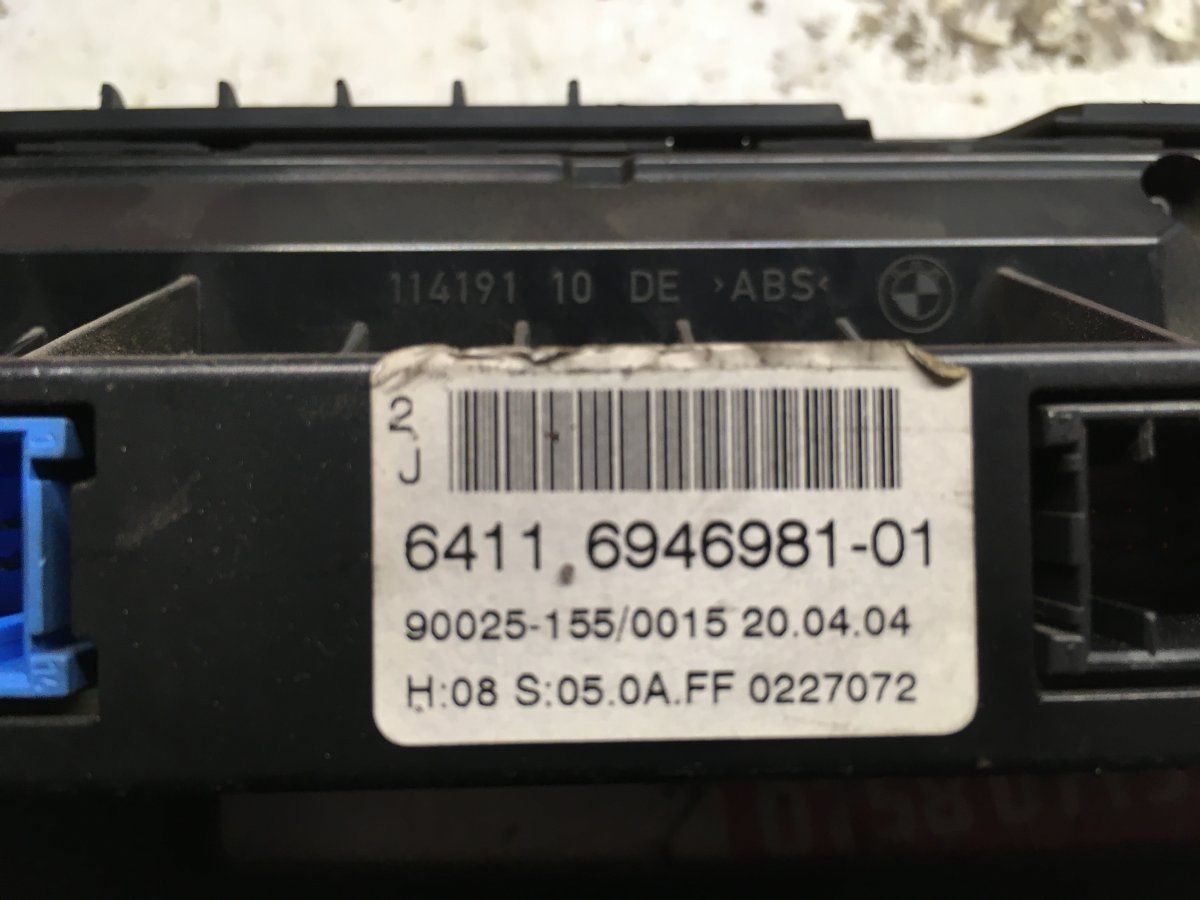 114191 10 DE >ABS<
2
J
6411 6946981-01
90025-155/0015 20.04.04
H:08 S:05.0A.FF 0227072